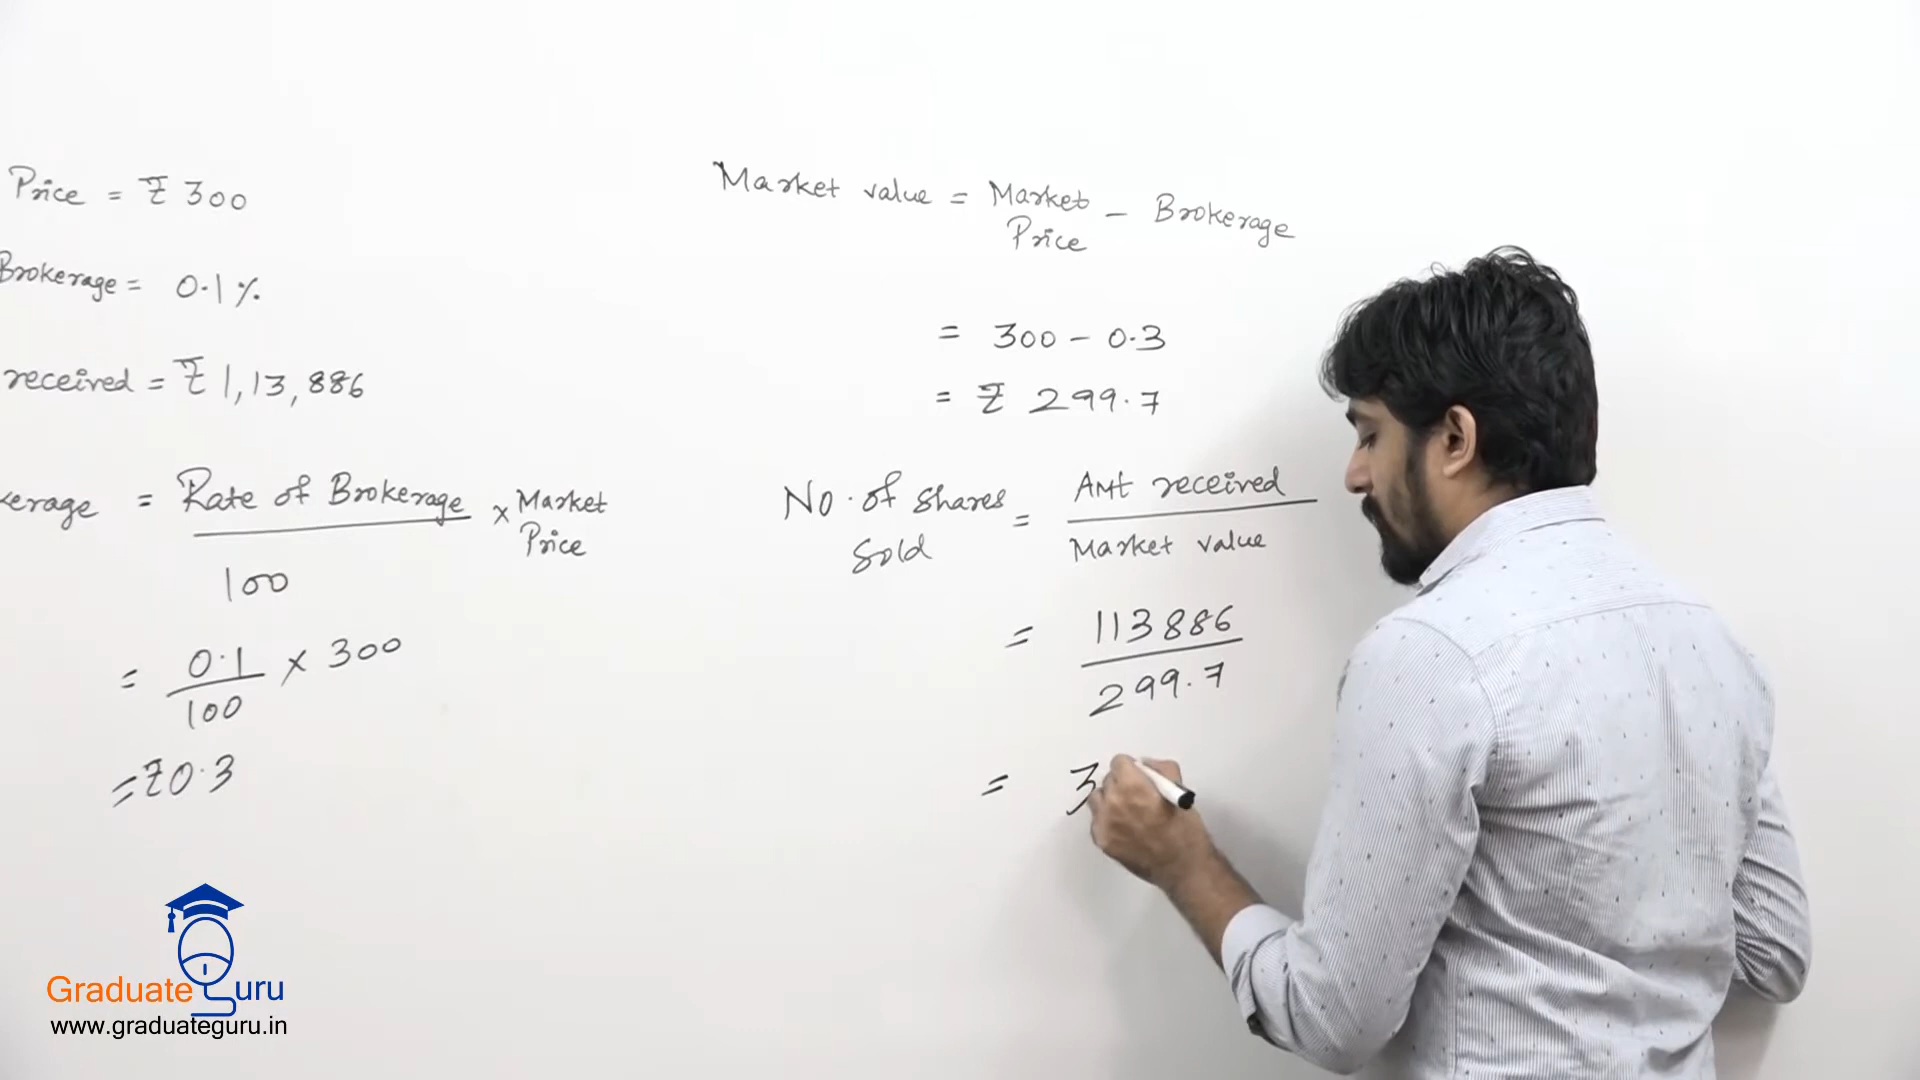 Price = ₹ 300
Brokerage = 0.1 %
received = ₹ 1,13,886
kerage = Rate of Brokerage × Market Price
100
= 0.1 × 300
100
= ₹0.3
Market value = Market Price - Brokerage
= 300 - 0.3
= ₹ 299.7
No. of shares Sold = Amt received
Market value
= 113886
299.7
= 3
Graduate Guru
www.graduateguru.in